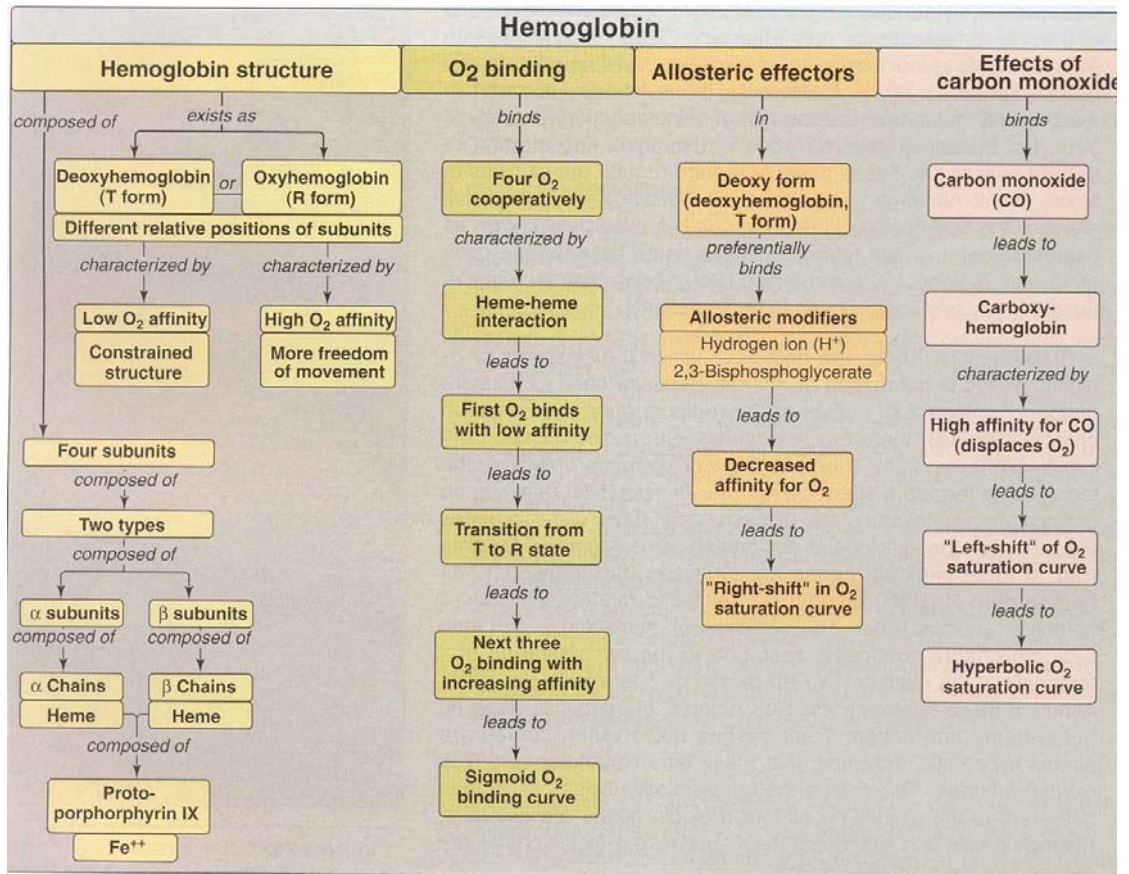 Hemoglobin
Hemoglobin structure
composed of
exists as
Deoxyhemoglobin
(T form)
or
Oxyhemoglobin
(R form)
Different relative positions of subunits
characterized by
characterized by
Low O₂ affinity
Constrained
structure
High O₂ affinity
More freedom
of movement
Four subunits
composed of
Two types
composed of
α subunits
β subunits
composed of
composed of
α Chains
Heme
β Chains
Heme
composed of
Proto-
porphorphyrin IX
Fe⁺⁺
O₂ binding
binds
Four O₂
cooperatively
characterized by
Heme-heme
interaction
leads to
First O₂ binds
with low affinity
leads to
Transition from
T to R state
leads to
Next three
O₂ binding with
increasing affinity
leads to
Sigmoid O₂
binding curve
Allosteric effectors
in
Deoxy form
(deoxyhemoglobin,
T form)
preferentially
binds
Allosteric modifiers
Hydrogen ion (H⁺)
2,3-Bisphosphoglycerate
leads to
Decreased
affinity for O₂
leads to
"Right-shift" in O₂
saturation curve
Effects of
carbon monoxide
binds
Carbon monoxide
(CO)
leads to
Carboxy-
hemoglobin
characterized by
High affinity for CO
(displaces O₂)
leads to
"Left-shift" of O₂
saturation curve
leads to
Hyperbolic O₂
saturation curve